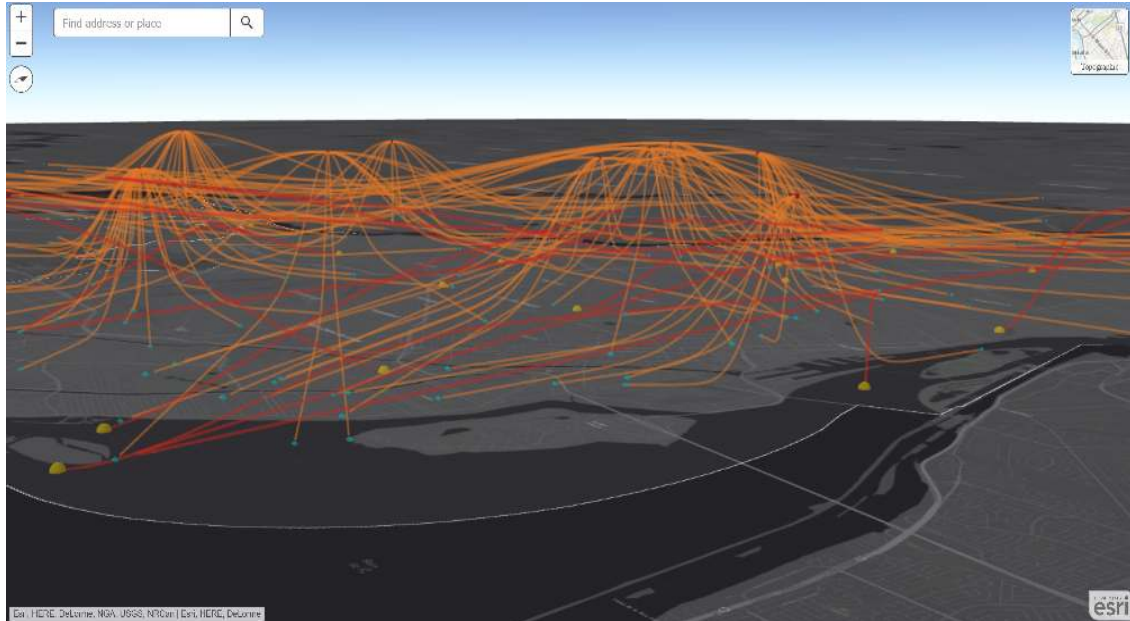 +
Find address or place
−
Topographic
Esri, HERE, DeLorme, NGA, USGS, NRCan | Esri, HERE, DeLorme
esri